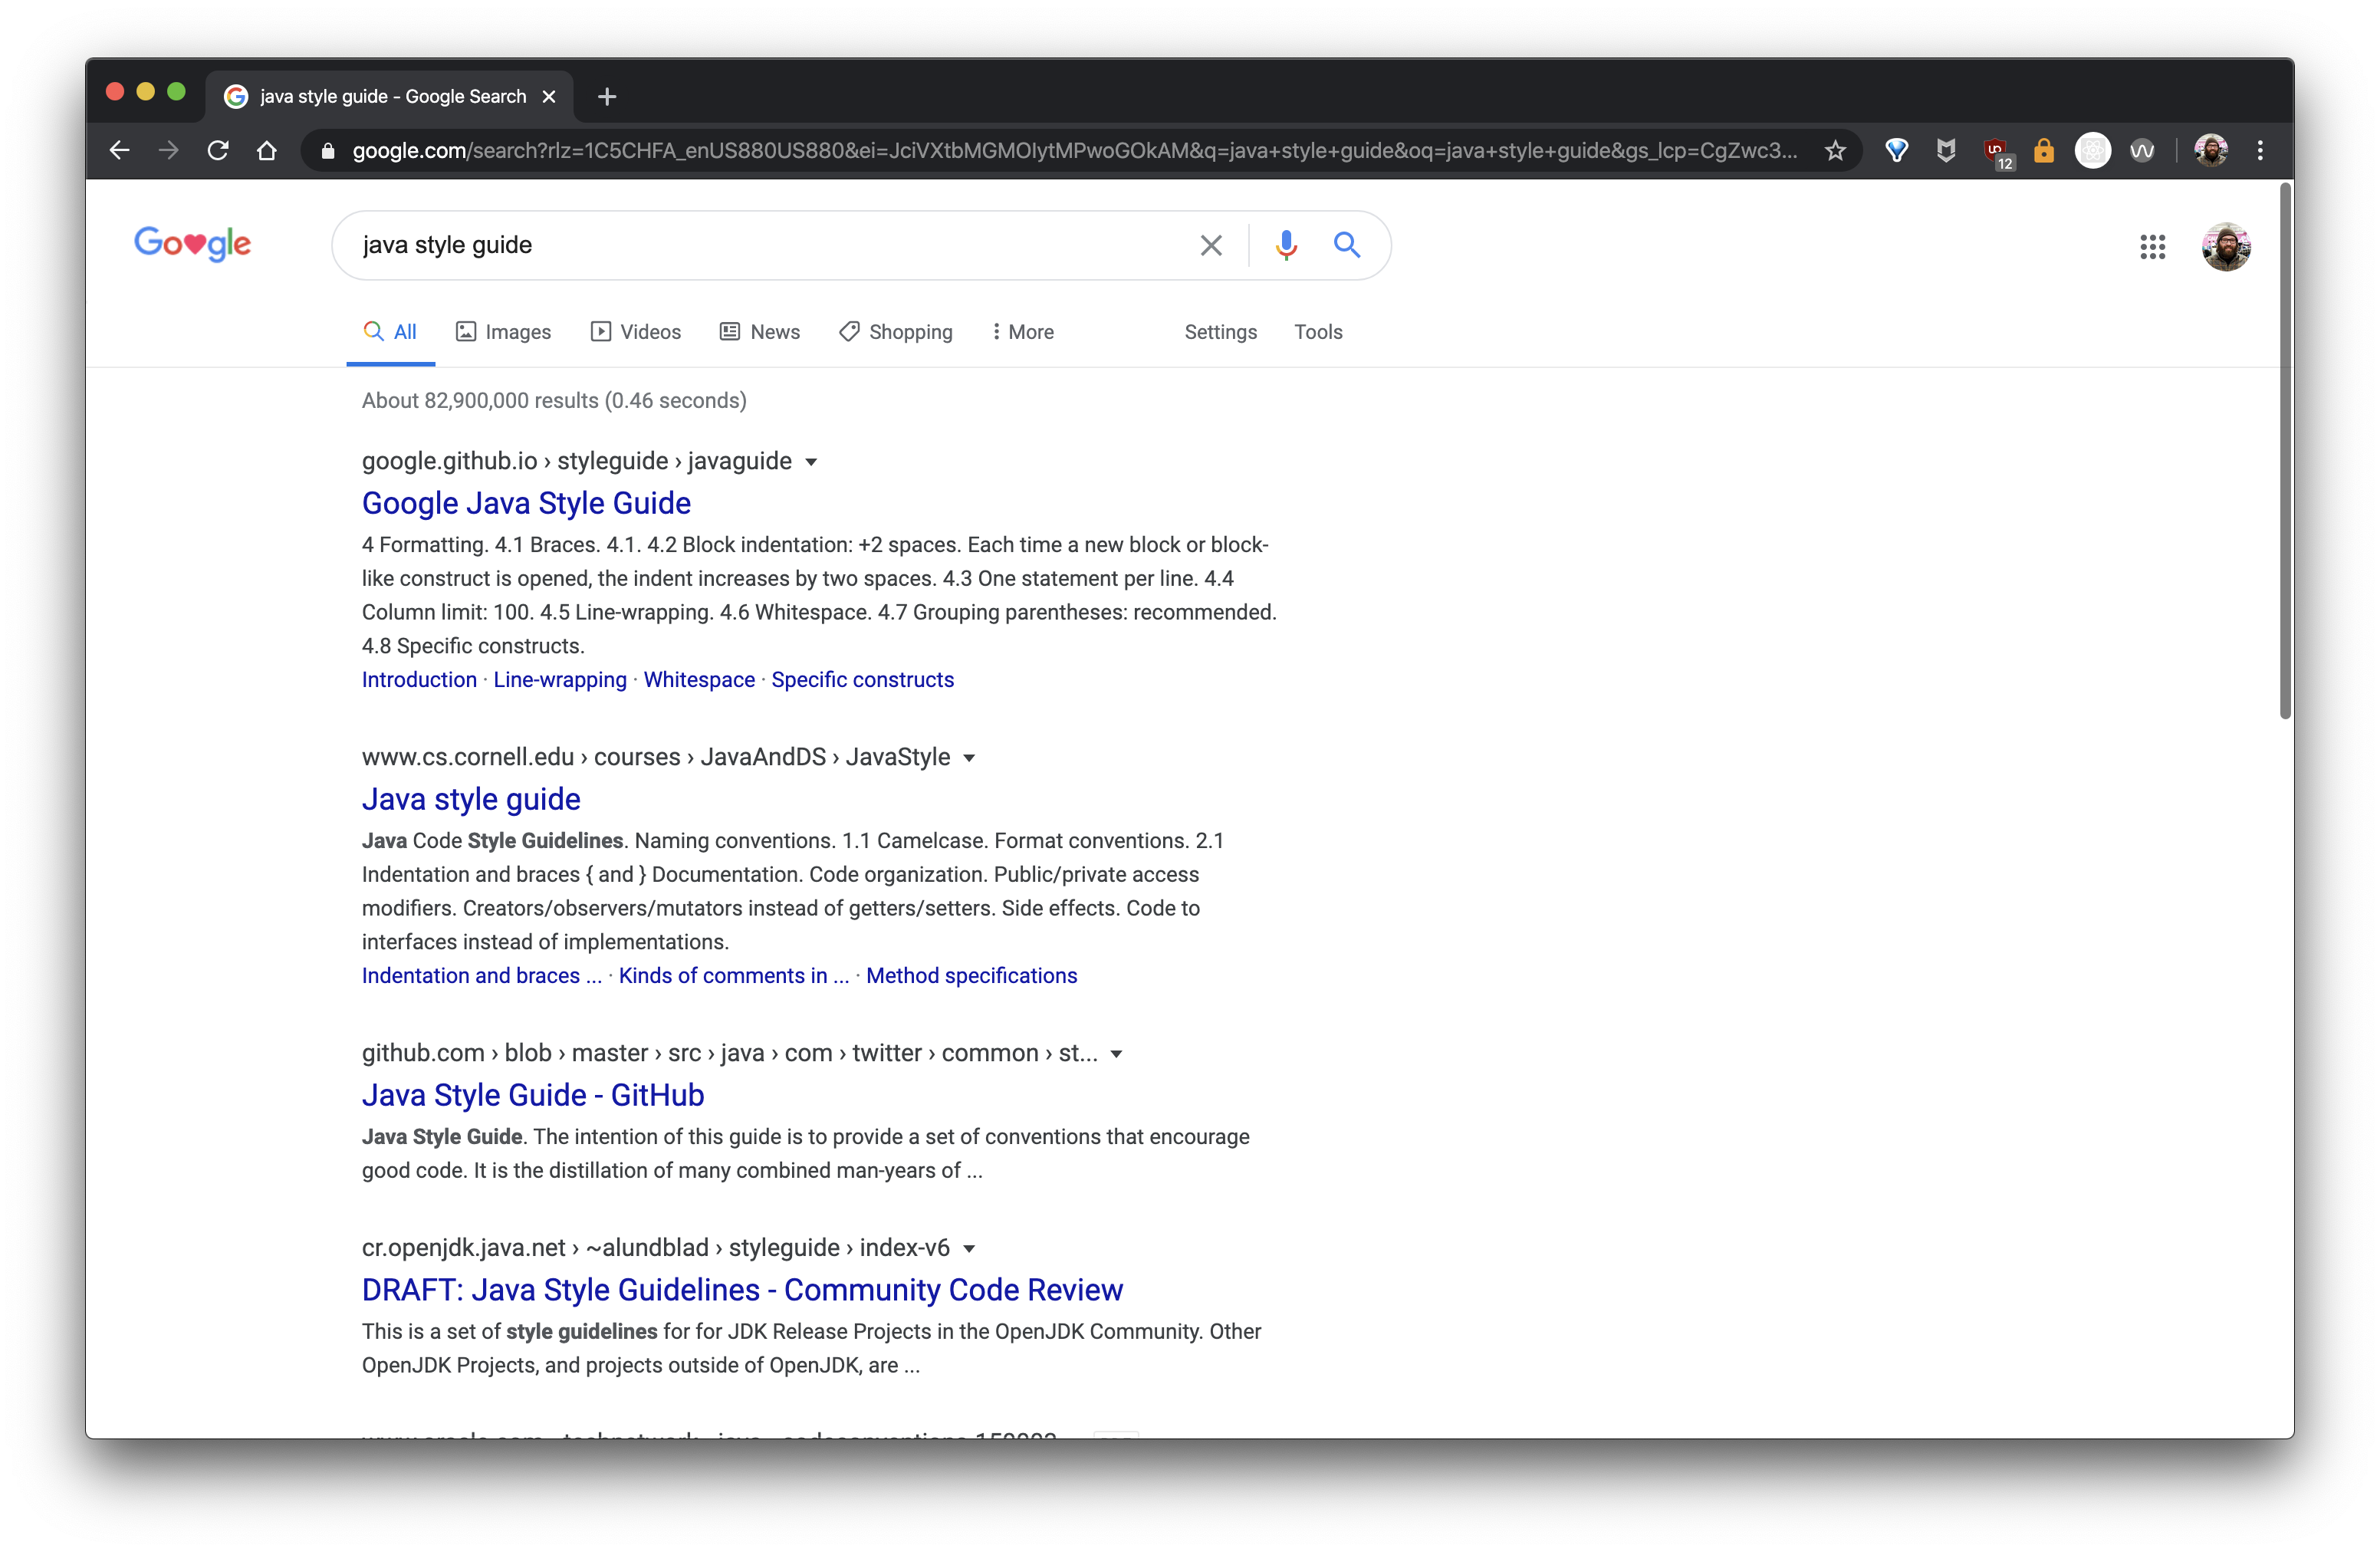 java style guide - Google Search
google.com/search?rlz=1C5CHFA_enUS880US880&ei=JciVXtbMGMOIytMPwoGOkAM&q=java+style+guide&oq=java+style+guide&gs_lcp=CgZwc3...
12
Google
java style guide
All Images Videos News Shopping More Settings Tools
About 82,900,000 results (0.46 seconds)
google.github.io › styleguide › javaguide
Google Java Style Guide
4 Formatting. 4.1 Braces. 4.1. 4.2 Block indentation: +2 spaces. Each time a new block or block-
like construct is opened, the indent increases by two spaces. 4.3 One statement per line. 4.4
Column limit: 100. 4.5 Line-wrapping. 4.6 Whitespace. 4.7 Grouping parentheses: recommended.
4.8 Specific constructs.
Introduction · Line-wrapping · Whitespace · Specific constructs
www.cs.cornell.edu › courses › JavaAndDS › JavaStyle
Java style guide
Java Code Style Guidelines. Naming conventions. 1.1 Camelcase. Format conventions. 2.1
Indentation and braces { and } Documentation. Code organization. Public/private access
modifiers. Creators/observers/mutators instead of getters/setters. Side effects. Code to
interfaces instead of implementations.
Indentation and braces ... · Kinds of comments in ... · Method specifications
github.com › blob › master › src › java › com › twitter › common › st...
Java Style Guide - GitHub
Java Style Guide. The intention of this guide is to provide a set of conventions that encourage
good code. It is the distillation of many combined man-years of ...
cr.openjdk.java.net › ~alundblad › styleguide › index-v6
DRAFT: Java Style Guidelines - Community Code Review
This is a set of style guidelines for for JDK Release Projects in the OpenJDK Community. Other
OpenJDK Projects, and projects outside of OpenJDK, are ...